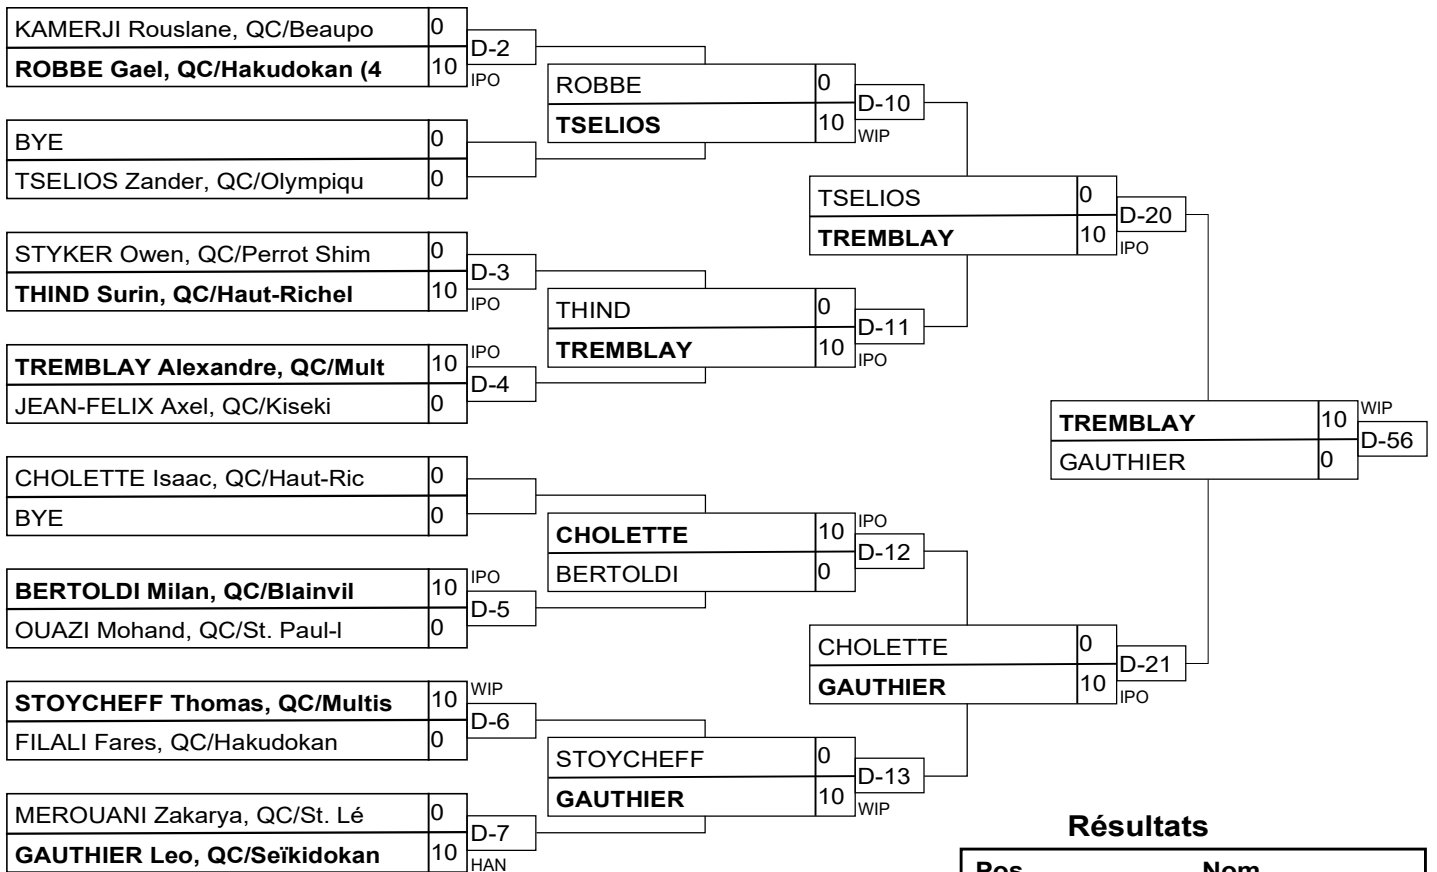 KAMERJI Rouslane, QC/Beaupo 0
D-2
ROBBE Gael, QC/Hakudokan (4 10
IPO
BYE 0
TSELIOS Zander, QC/Olympiqu 0
STYKER Owen, QC/Perrot Shim 0
D-3
THIND Surin, QC/Haut-Richel 10
IPO
TREMBLAY Alexandre, QC/Mult 10 IPO
D-4
JEAN-FELIX Axel, QC/Kiseki 0
CHOLETTE Isaac, QC/Haut-Ric 0
BYE 0
BERTOLDI Milan, QC/Blainvil 10 IPO
D-5
OUAZI Mohand, QC/St. Paul-l 0
STOYCHEFF Thomas, QC/Multis 10 WIP
D-6
FILALI Fares, QC/Hakudokan 0
MEROUANI Zakarya, QC/St. Lé 0
D-7
GAUTHIER Leo, QC/Seïkidokan 10
HAN
ROBBE 0
D-10
TSELIOS 10
WIP
THIND 0
D-11
TREMBLAY 10
IPO
CHOLETTE 10 IPO
D-12
BERTOLDI 0
STOYCHEFF 0
D-13
GAUTHIER 10
WIP
TSELIOS 0
D-20
TREMBLAY 10
IPO
CHOLETTE 0
D-21
GAUTHIER 10
IPO
TREMBLAY 10 WIP
D-56
GAUTHIER 0
Résultats
Pos Nom